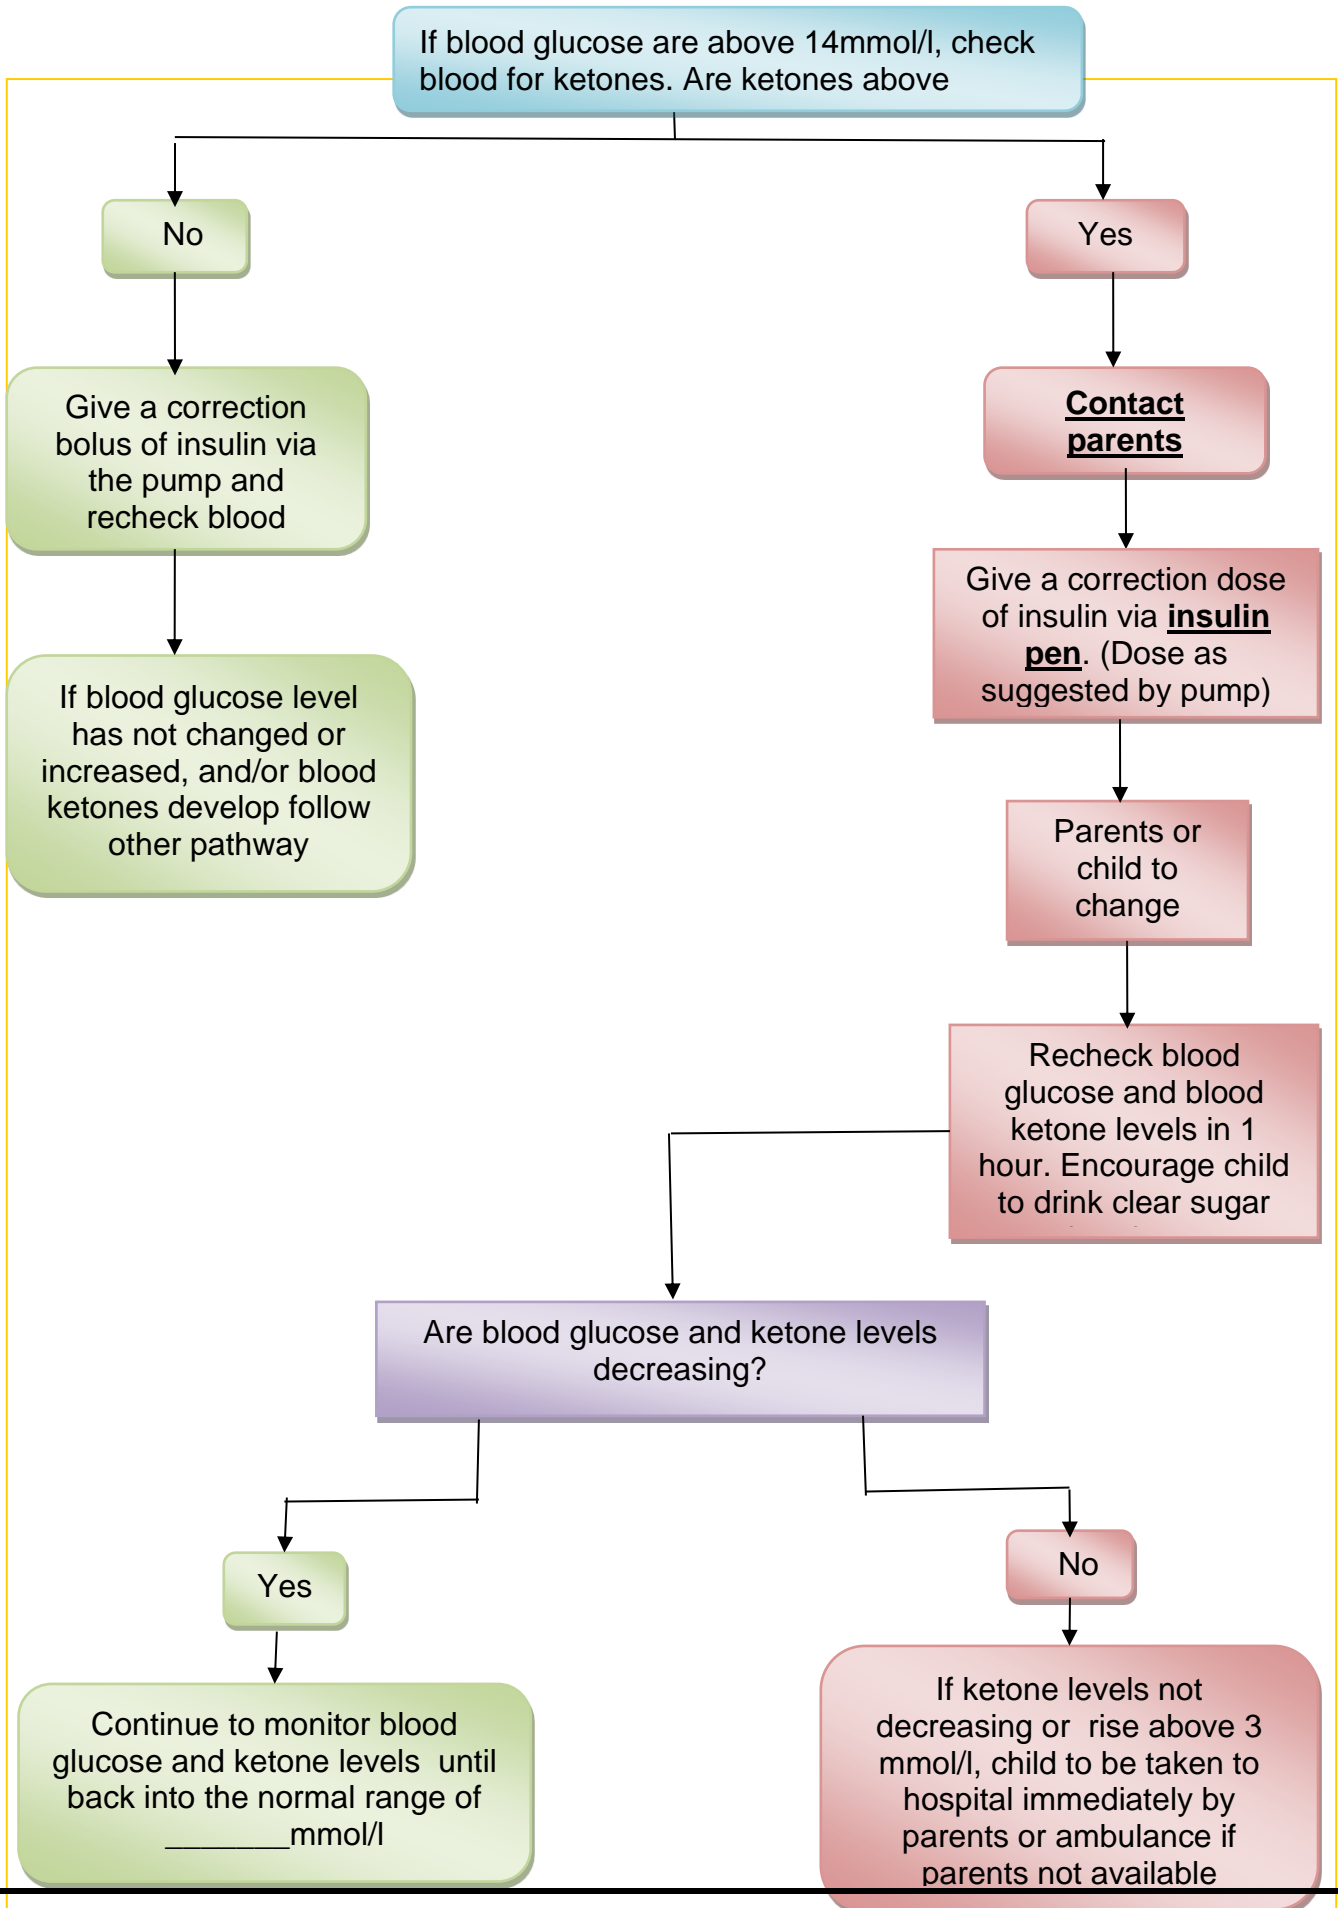 If blood glucose are above 14mmol/l, check
blood for ketones. Are ketones above
No
Yes
Give a correction
bolus of insulin via
the pump and
recheck blood
Contact
parents
If blood glucose level
has not changed or
increased, and/or blood
ketones develop follow
other pathway
Give a correction dose
of insulin via insulin
pen. (Dose as
suggested by pump)
Parents or
child to
change
Recheck blood
glucose and blood
ketone levels in 1
hour. Encourage child
to drink clear sugar
Are blood glucose and ketone levels
decreasing?
Yes
No
Continue to monitor blood
glucose and ketone levels  until
back into the normal range of
_______mmol/l
If ketone levels not
decreasing or  rise above 3
mmol/l, child to be taken to
hospital immediately by
parents or ambulance if
parents not available